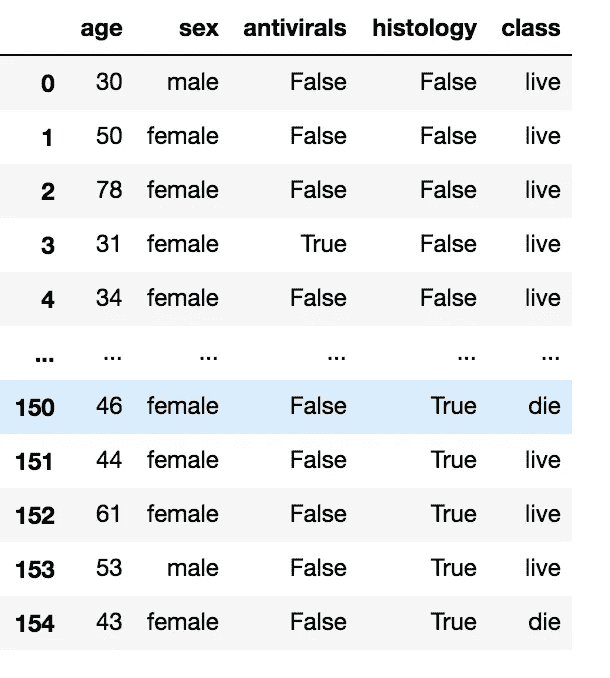 age sex antivirals histology class
0 30 male False False live
1 50 female False False live
2 78 female False False live
3 31 female True False live
4 34 female False False live
... ... ... ... ... ...
150 46 female False True die
151 44 female False True live
152 61 female False True live
153 53 male False True live
154 43 female False True die